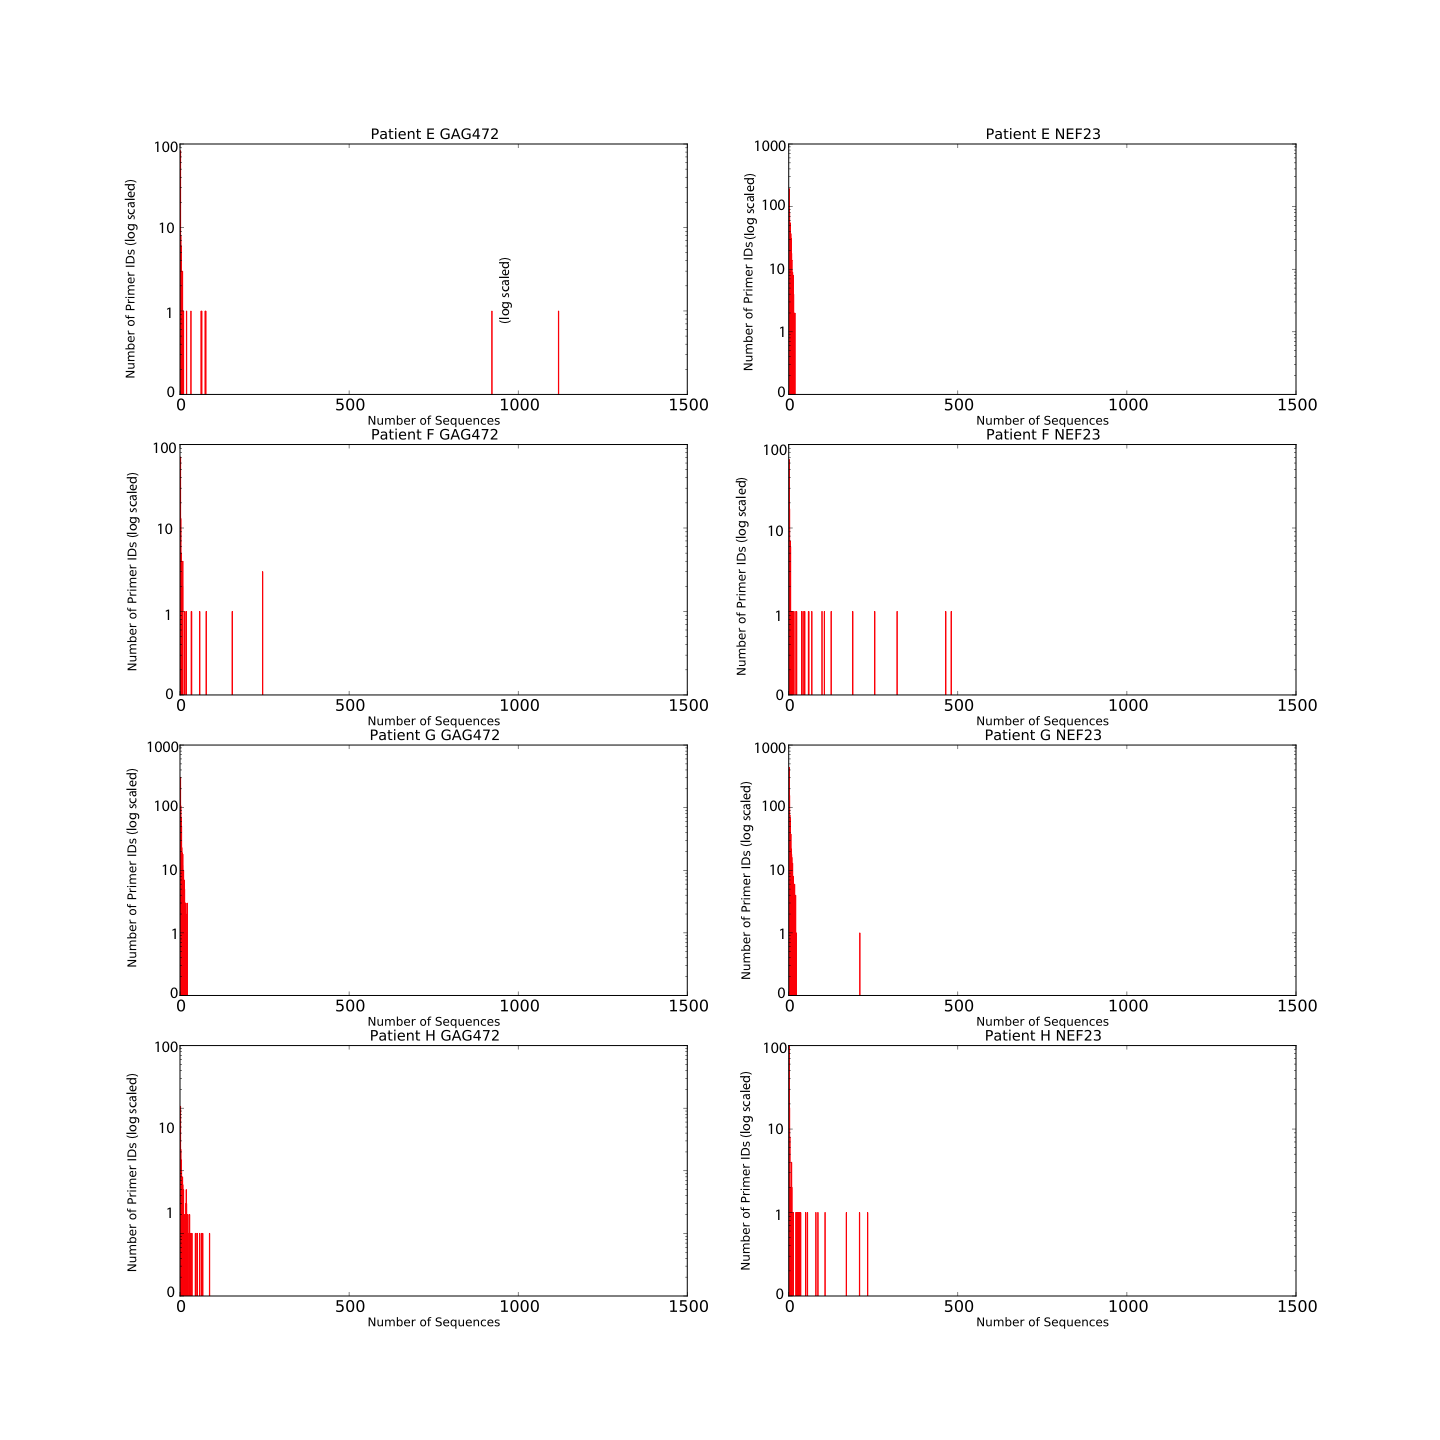 Patient E GAG472
Number of Primer IDs (log scaled)
100
10
1
0
(log scaled)
0 500 1000 1500
Number of Sequences
Patient E NEF23
Number of Primer IDs (log scaled)
1000
100
10
1
0
0 500 1000 1500
Number of Sequences
Patient F GAG472
Number of Primer IDs (log scaled)
100
10
1
0
0 500 1000 1500
Number of Sequences
Patient F NEF23
Number of Primer IDs (log scaled)
100
10
1
0
0 500 1000 1500
Number of Sequences
Patient G GAG472
Number of Primer IDs (log scaled)
1000
100
10
1
0
0 500 1000 1500
Number of Sequences
Patient G NEF23
Number of Primer IDs (log scaled)
1000
100
10
1
0
0 500 1000 1500
Number of Sequences
Patient H GAG472
Number of Primer IDs (log scaled)
100
10
1
0
0 500 1000 1500
Number of Sequences
Patient H NEF23
Number of Primer IDs (log scaled)
100
10
1
0
0 500 1000 1500
Number of Sequences